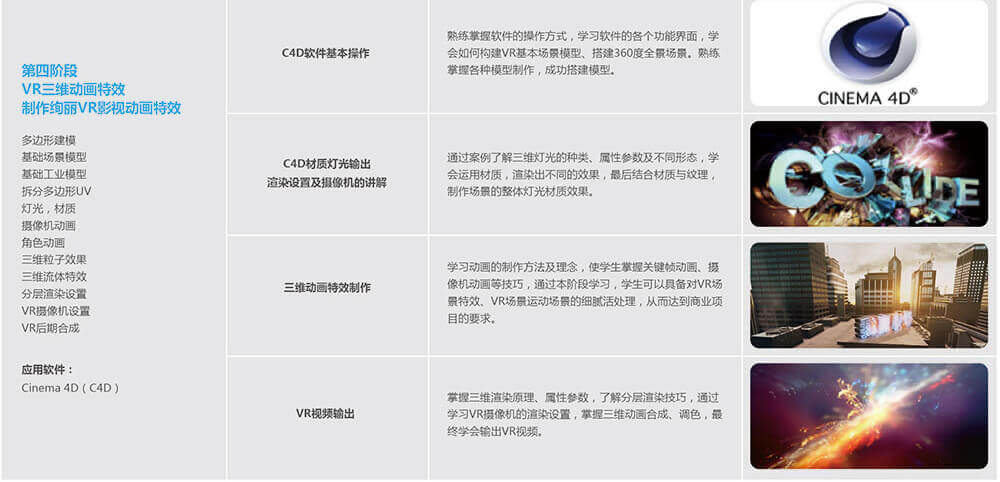 第四阶段
VR三维动画特效
制作绚丽VR影视动画特效
多边形建模
基础场景模型
基础工业模型
拆分多边形UV
灯光，材质
摄像机动画
角色动画
三维粒子效果
三维流体特效
分层渲染设置
VR摄像机设置
VR后期合成
应用软件：
Cinema 4D（C4D）
C4D软件基本操作
熟练掌握软件的操作方式，学习软件的各个功能界面，学
会如何构建VR基本场景模型、搭建360度全景场景。熟练
掌握各种模型制作，成功搭建模型。
CINEMA 4D®
C4D材质灯光输出
渲染设置及摄像机的讲解
通过案例了解三维灯光的种类、属性参数及不同形态，学
会运用材质，渲染出不同的效果，最后结合材质与纹理，
制作场景的整体灯光材质效果。
COLLIDE
三维动画特效制作
学习动画的制作方法及理念，使学生掌握关键帧动画、摄
像机动画等技巧，通过本阶段学习，学生可以具备对VR场
景特效、VR场景运动场景的细腻活处理，从而达到商业项
目的要求。
VR视频输出
掌握三维渲染原理、属性参数，了解分层渲染技巧，通过
学习VR摄像机的渲染设置，掌握三维动画合成、调色，最
终学会输出VR视频。